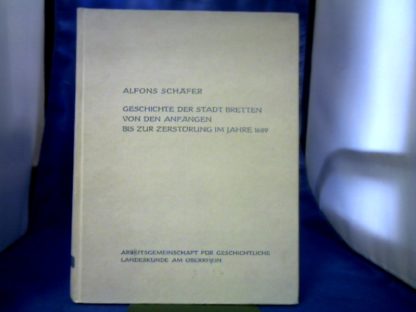 ALFONS SCHÄFER
GESCHICHTE DER STADT BRETTEN
VON DEN ANFÄNGEN
BIS ZUR ZERSTÖRUNG IM JAHRE 1689
ARBEITSGEMEINSCHAFT FÜR GESCHICHTLICHE
LANDESKUNDE AM OBERRHEIN